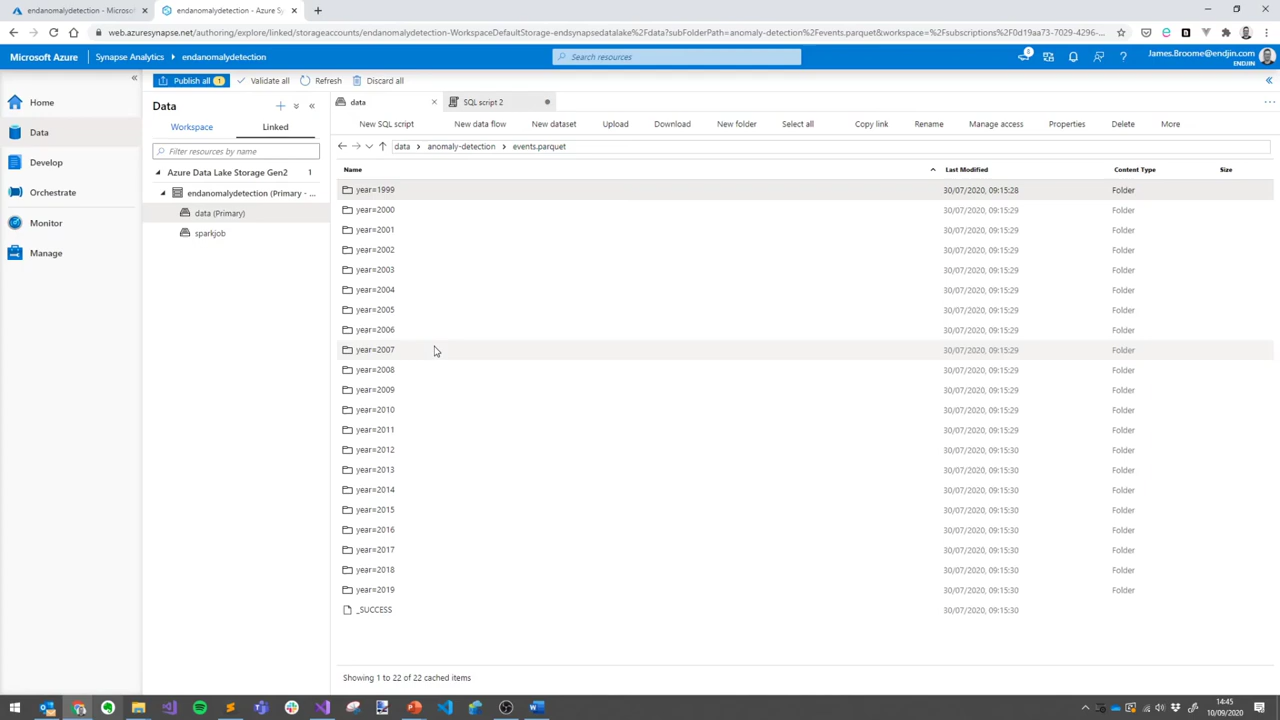 endanomalydetection - Microso
endanomalydetection - Azure Sy
web.azuresynapse.net/authoring/explore/linked/storageaccounts/endanomalydetection-WorkspaceDefaultStorage-endsynapsedatalake%2Fdata?subFolderPath=anomaly-detection%2Fevents.parquet&workspace=%2Fsubscriptions%2F0d19aa73-7029-4296-...
Microsoft Azure
Synapse Analytics
endanomalydetection
Search resources
8
James.Broome@endjin.com
ENDJIN
Publish all 1
Validate all
Refresh
Discard all
Home
Data
Develop
Orchestrate
Monitor
Manage
Data
Workspace
Linked
Filter resources by name
Azure Data Lake Storage Gen2 1
endanomalydetection (Primary - ...
data (Primary)
sparkjob
data
SQL script 2
New SQL script
New data flow
New dataset
Upload
Download
New folder
Select all
Copy link
Rename
Manage access
Properties
Delete
More
data > anomaly-detection > events.parquet
Name Last Modified Content Type Size
year=1999 30/07/2020, 09:15:28 Folder
year=2000 30/07/2020, 09:15:29 Folder
year=2001 30/07/2020, 09:15:29 Folder
year=2002 30/07/2020, 09:15:29 Folder
year=2003 30/07/2020, 09:15:29 Folder
year=2004 30/07/2020, 09:15:29 Folder
year=2005 30/07/2020, 09:15:29 Folder
year=2006 30/07/2020, 09:15:29 Folder
year=2007 30/07/2020, 09:15:29 Folder
year=2008 30/07/2020, 09:15:29 Folder
year=2009 30/07/2020, 09:15:29 Folder
year=2010 30/07/2020, 09:15:29 Folder
year=2011 30/07/2020, 09:15:29 Folder
year=2012 30/07/2020, 09:15:30 Folder
year=2013 30/07/2020, 09:15:30 Folder
year=2014 30/07/2020, 09:15:30 Folder
year=2015 30/07/2020, 09:15:30 Folder
year=2016 30/07/2020, 09:15:30 Folder
year=2017 30/07/2020, 09:15:30 Folder
year=2018 30/07/2020, 09:15:30 Folder
year=2019 30/07/2020, 09:15:30 Folder
_SUCCESS 30/07/2020, 09:15:30
Showing 1 to 22 of 22 cached items
14:45
10/09/2020